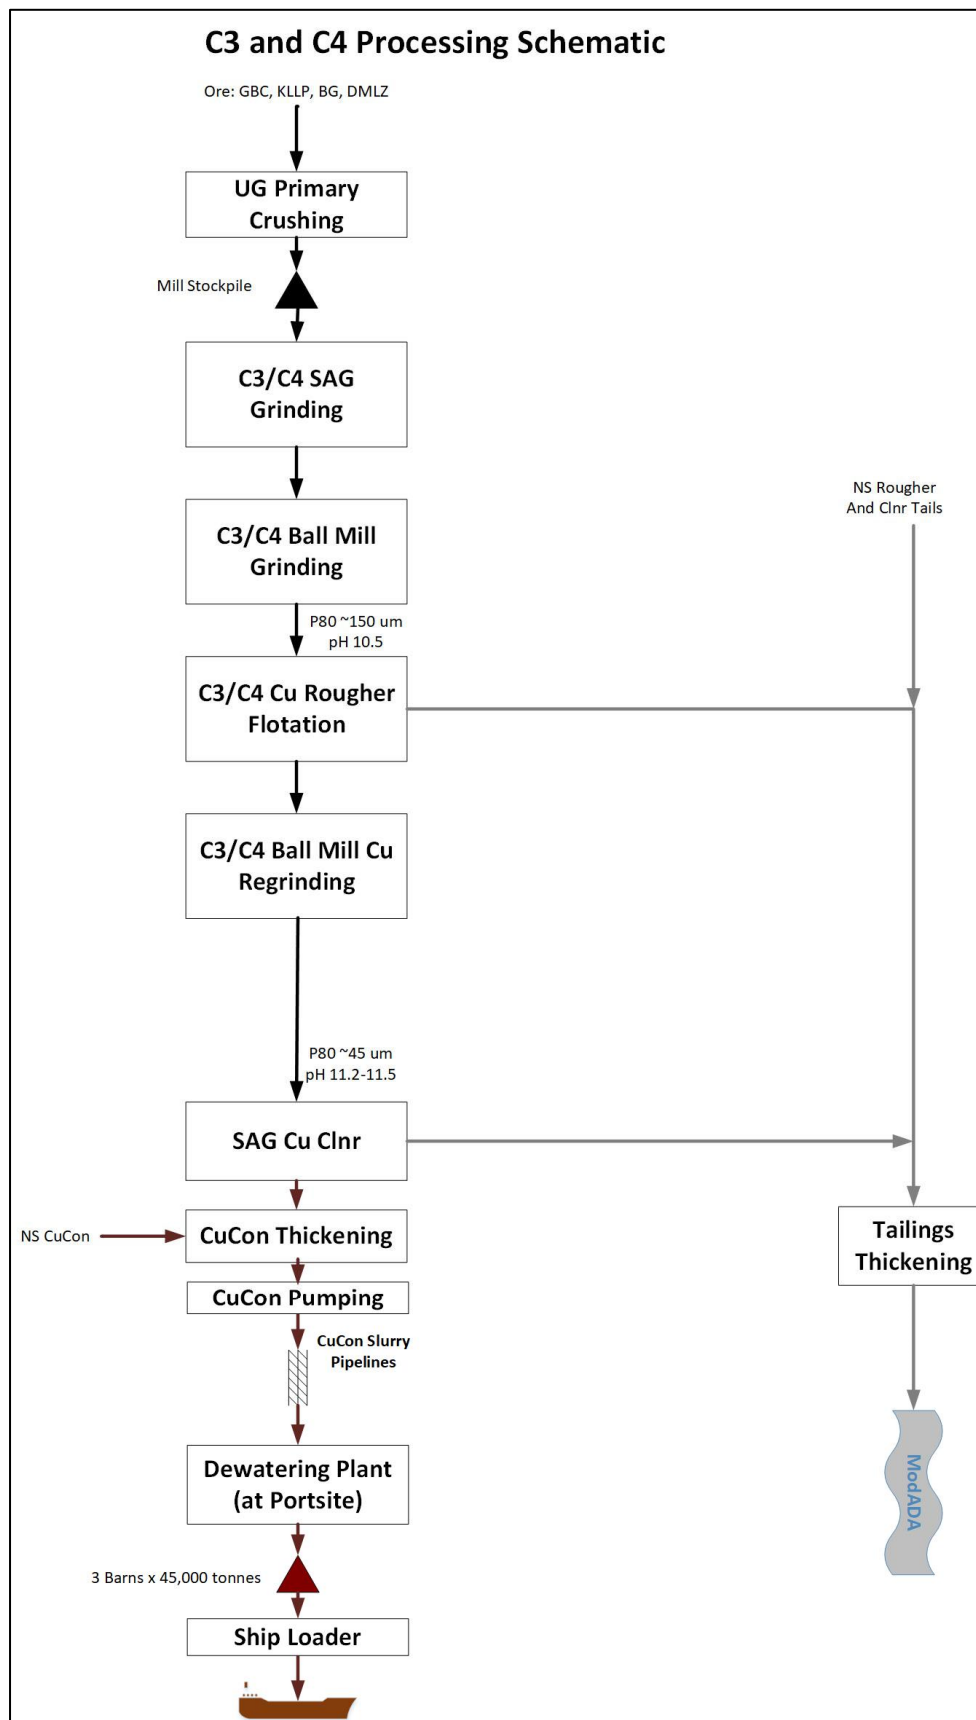 C3 and C4 Processing Schematic
Ore: GBC, KLLP, BG, DMLZ
UG Primary
Crushing
Mill Stockpile
C3/C4 SAG
Grinding
C3/C4 Ball Mill
Grinding
NS Rougher
And Clnr Tails
P80 ~150 um
pH 10.5
C3/C4 Cu Rougher
Flotation
C3/C4 Ball Mill Cu
Regrinding
P80 ~45 um
pH 11.2-11.5
SAG Cu Clnr
NS CuCon
CuCon Thickening
Tailings
Thickening
CuCon Pumping
CuCon Slurry
Pipelines
Dewatering Plant
(at Portsite)
ModADA
3 Barns x 45,000 tonnes
Ship Loader